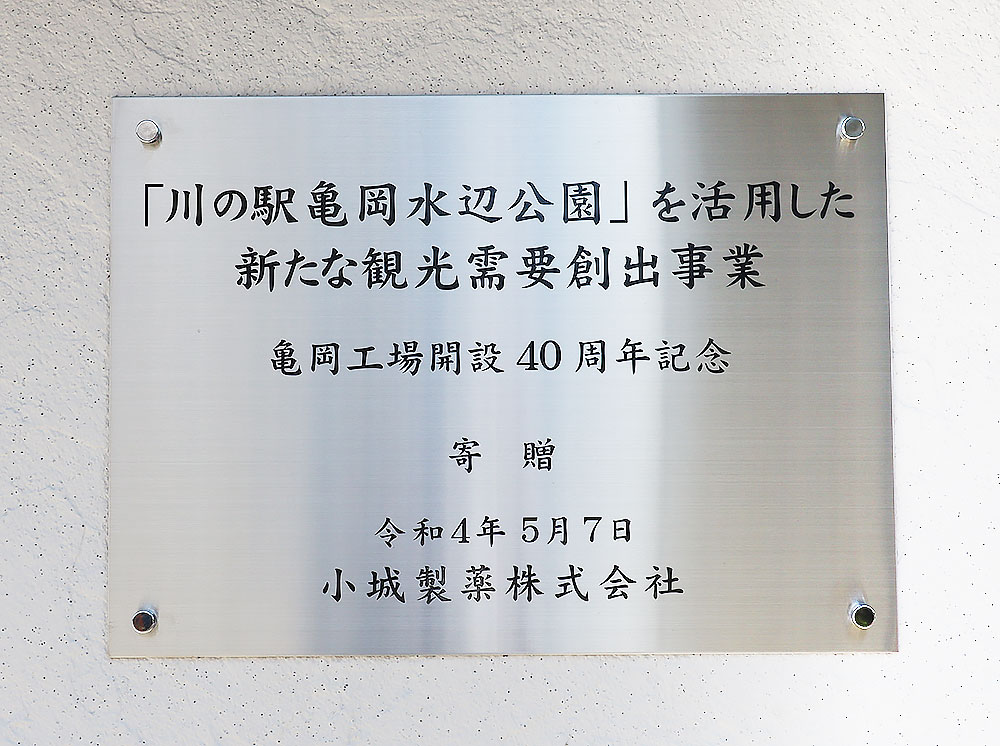 「川の駅亀岡水辺公園」を活用した
新たな観光需要創出事業
亀岡工場開設 40 周年記念
寄　贈
令和4年 5月7日
小城製薬株式会社